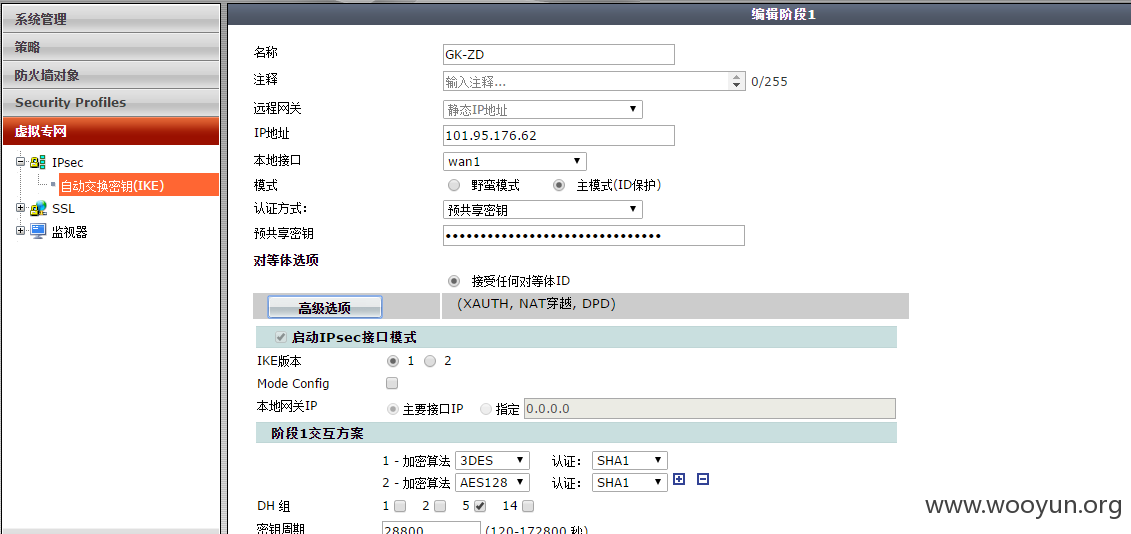 系统管理
策略
防火墙对象
Security Profiles
虚拟专网
IPsec
自动交换密钥(IKE)
SSL
监视器
编辑阶段1
名称 GK-ZD
注释 输入注释... 0/255
远程网关 静态IP地址
IP地址 101.95.176.62
本地接口 wan1
模式 野蛮模式 主模式(ID保护)
认证方式: 预共享密钥
预共享密钥 •••••••••••••••••••••••••••••••
对等体选项
接受任何对等体ID
高级选项 (XAUTH, NAT穿越, DPD)
启动IPsec接口模式
IKE版本 1 2
Mode Config
本地网关IP 主要接口IP 指定 0.0.0.0
阶段1交互方案
1 - 加密算法 3DES 认证: SHA1
2 - 加密算法 AES128 认证: SHA1
DH 组 1 2 5 14
密钥周期 28800 (120-172800 秒)
www.wooyun.org